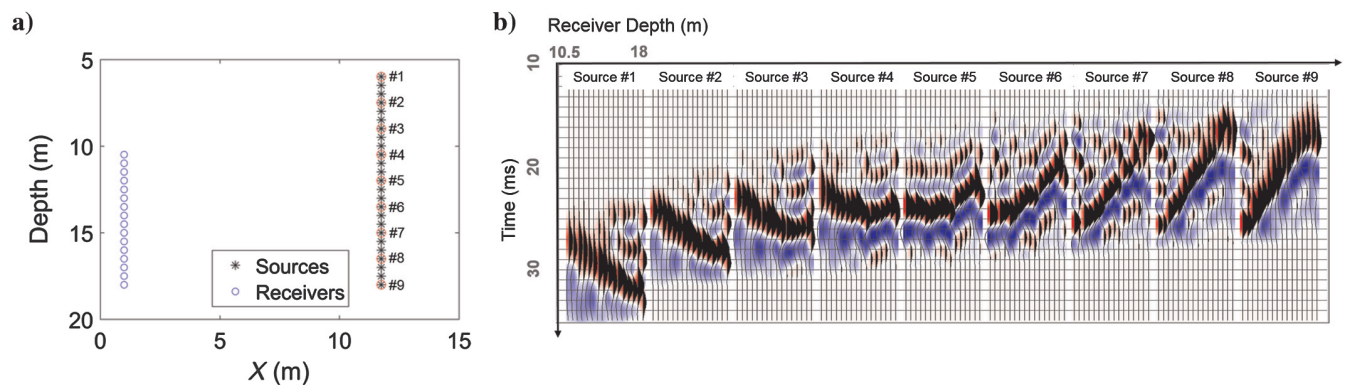 a)
5
10
15
20
Depth (m)
0
5
10
15
X (m)
#1
#2
#3
#4
#5
#6
#7
#8
#9
Sources
Receivers
b)
Receiver Depth (m)
10.5 18
Source #1 Source #2 Source #3 Source #4 Source #5 Source #6 Source #7 Source #8 Source #9
10
20
30
Time (ms)